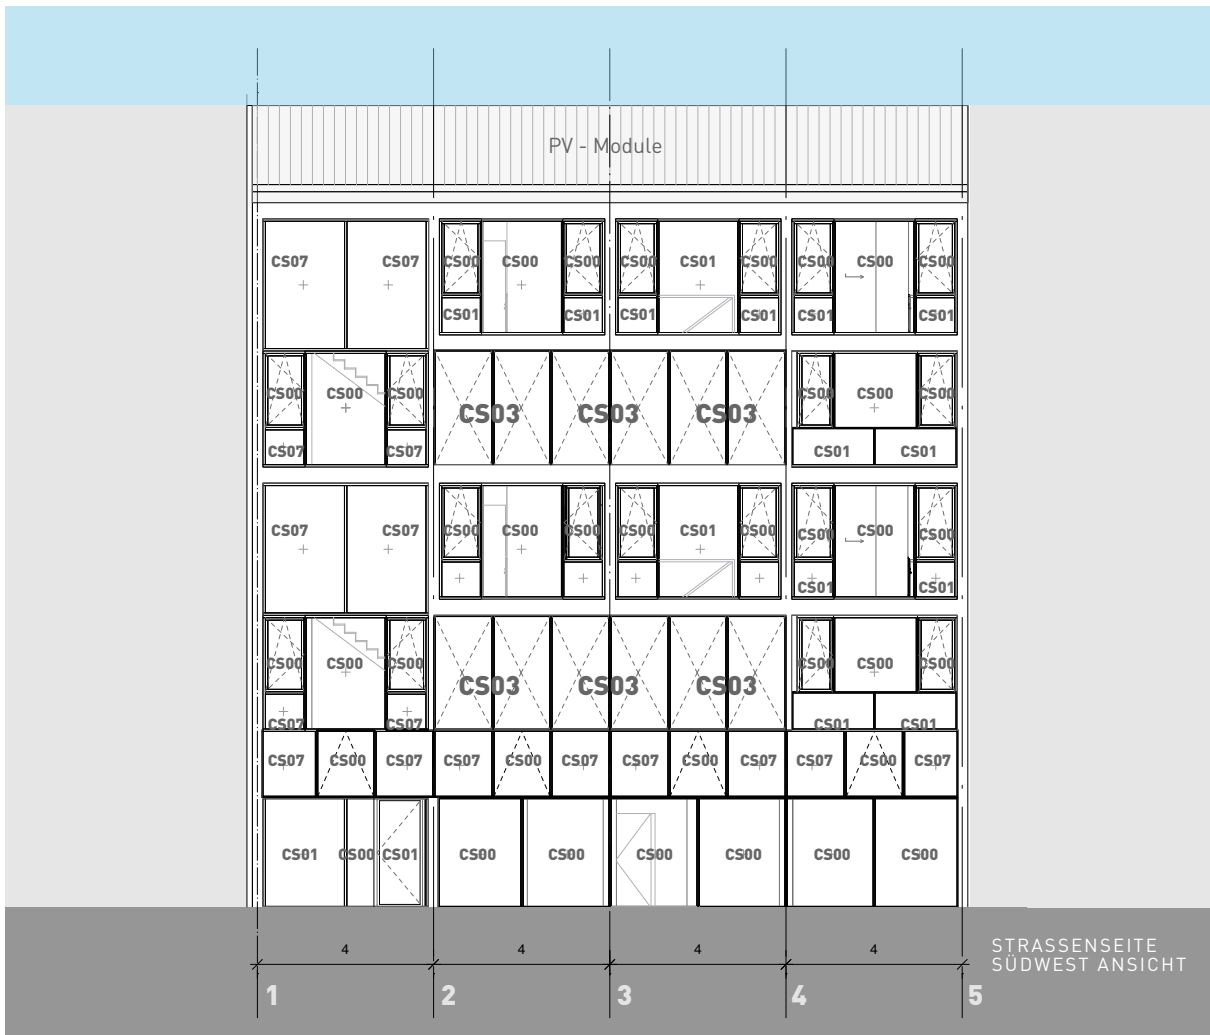 PV - Module
CS07 CS07 CS00 CS00 CS00 CS00 CS01 CS00 CS00 CS00 CS00
CS01 CS01 CS01 CS01 CS01 CS01
CS00 CS00 CS00 CS03 CS03 CS03 CS00 CS00 CS00
CS07 CS07 CS01 CS01
CS07 CS07 CS00 CS00 CS00 CS00 CS01 CS00 CS00 CS00 CS00
CS01 CS01
CS00 CS00 CS00 CS03 CS03 CS03 CS00 CS00 CS00
CS07 CS07 CS01 CS01
CS07 CS00 CS07 CS07 CS00 CS07 CS07 CS00 CS07 CS07 CS00 CS07
CS01 CS00 CS01 CS00 CS00 CS00 CS00 CS00 CS00
4 4 4 4
STRASSENSEITE
SÜDWEST ANSICHT
1 2 3 4 5